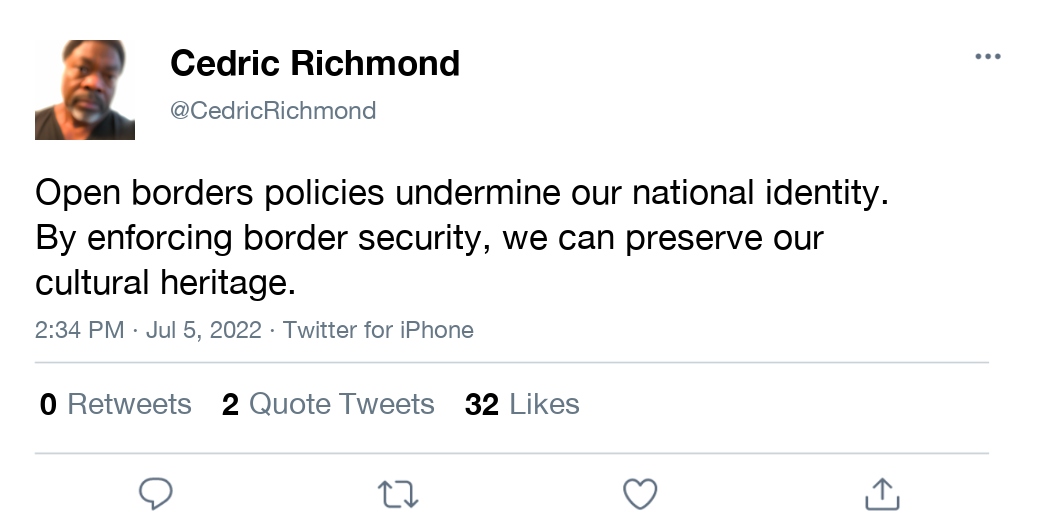 Cedric Richmond
@CedricRichmond
Open borders policies undermine our national identity.
By enforcing border security, we can preserve our
cultural heritage.
2:34 PM · Jul 5, 2022 · Twitter for iPhone
0 Retweets 2 Quote Tweets 32 Likes